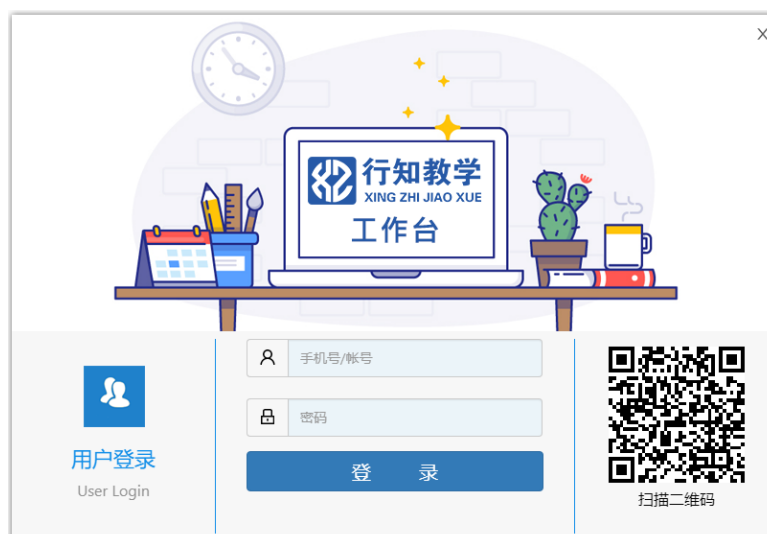 X
行知教学
XING ZHI JIAO XUE
工作台
用户登录
User Login
手机号/帐号
密码
登 录
扫描二维码